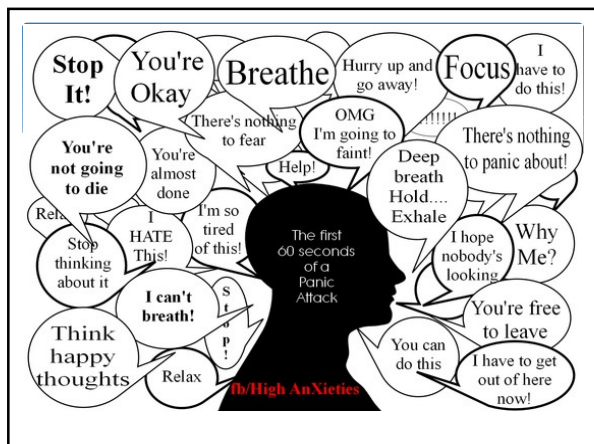 Stop
It!
You're
Okay
Breathe
Hurry up and
go away!
Focus
I
have to
do this!
There's nothing
to fear
OMG
I'm going to
faint!
!!!!!!!
There's nothing
to panic about!
You're
not going
to die
You're
almost
done
Help!
Deep
breath
Hold....
Exhale
Rela
I
HATE
This!
I'm so
tired
of this!
Stop
thinking
about it
The first
60 seconds
of a
Panic
Attack
I hope
nobody's
looking
Why
Me?
I can't
breath!
S
t
o
p
!
You're free
to leave
Think
happy
thoughts
Relax
You can
do this
I have to get
out of here
now!
fb/High AnXieties